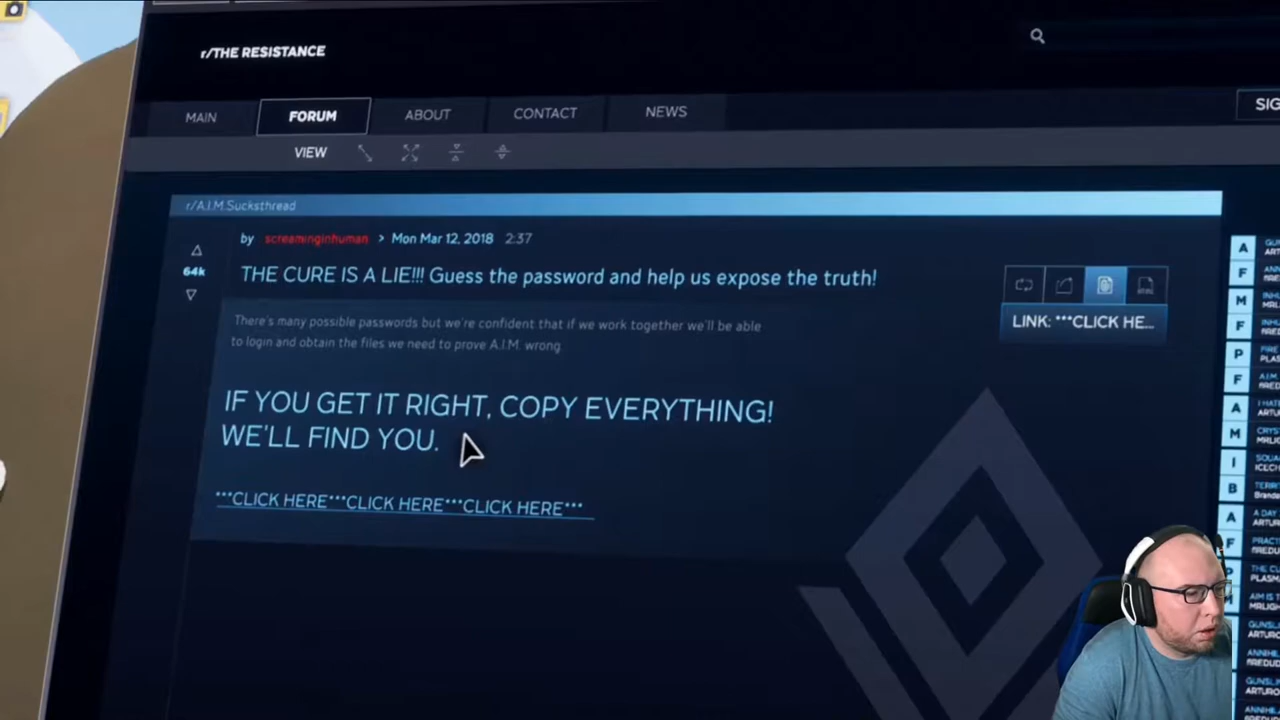 r/THE RESISTANCE
MAIN
FORUM
ABOUT
CONTACT
NEWS
SIG
VIEW
r/A.I.M.Sucksthread
by screaminginhuman > Mon Mar 12, 2018 2:37
64k
THE CURE IS A LIE!!! Guess the password and help us expose the truth!
LINK: ***CLICK HE...
There's many possible passwords but we're confident that if we work together we'll be able
to login and obtain the files we need to prove A.I.M. wrong
IF YOU GET IT RIGHT, COPY EVERYTHING!
WE'LL FIND YOU.
***CLICK HERE***CLICK HERE***CLICK HERE***
A
F
M
F
P
F
A
M
I
B
A
F